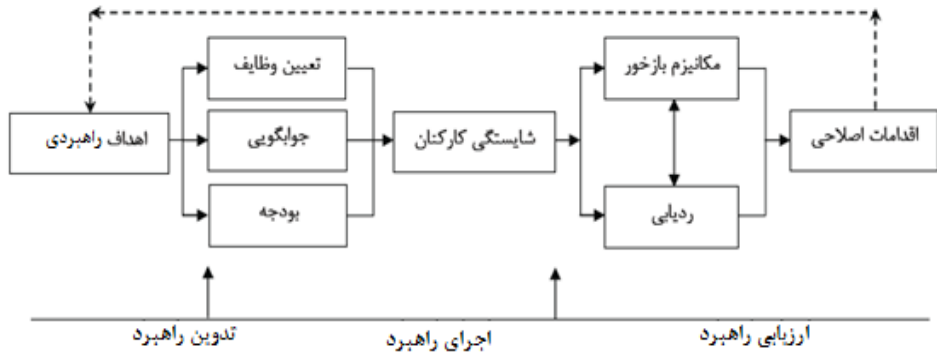 تعیین وظایف
مکانیزم بازخور
اهداف راهبردی
جوابگویی
شایستگی کارکنان
اقدامات اصلاحی
بودجه
ردیابی
تدوین راهبرد
اجرای راهبرد
ارزیابی راهبرد